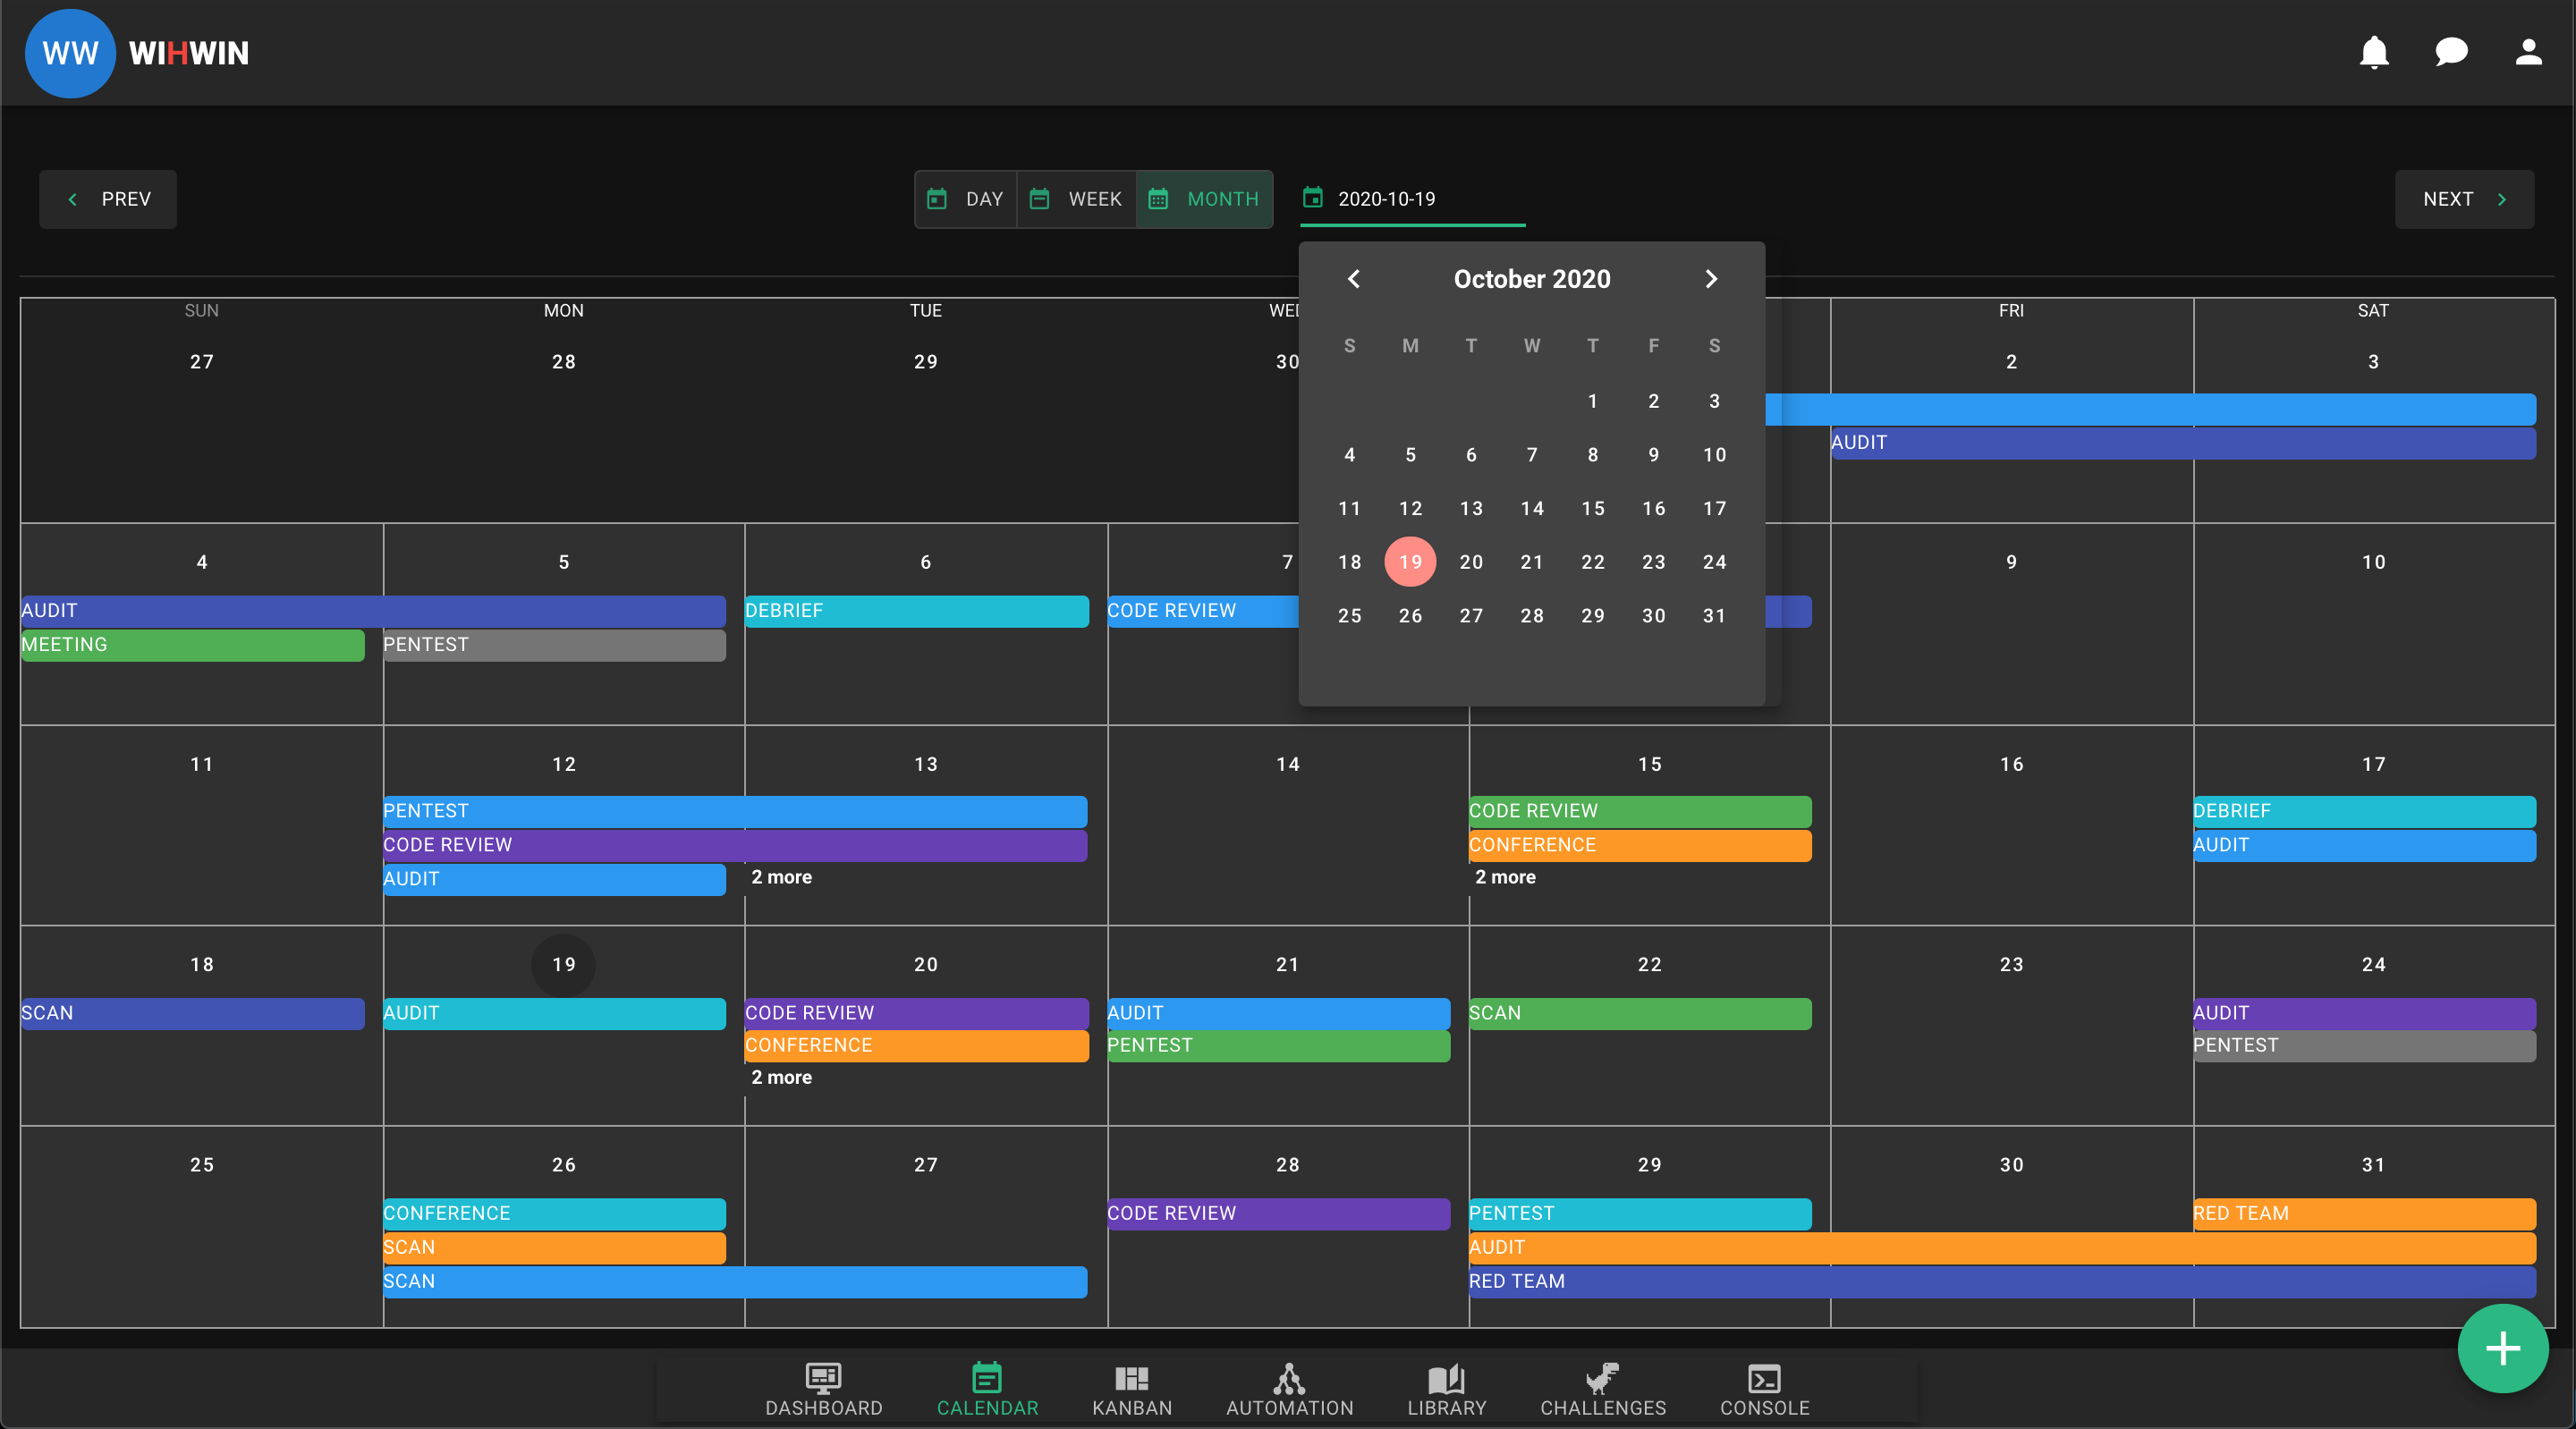 WW WIHWIN
PREV
DAY WEEK MONTH
2020-10-19
NEXT
October 2020
S M T W T F S
1 2 3
4 5 6 7 8 9 10
11 12 13 14 15 16 17
18 19 20 21 22 23 24
25 26 27 28 29 30 31
SUN MON TUE FRI SAT
27 28 29 30 2 3
AUDIT
4 5 6 7 9 10
AUDIT DEBRIEF CODE REVIEW
MEETING PENTEST
11 12 13 14 15 16 17
PENTEST CODE REVIEW DEBRIEF
CODE REVIEW CONFERENCE AUDIT
AUDIT 2 more 2 more
18 19 20 21 22 23 24
SCAN AUDIT CODE REVIEW AUDIT SCAN AUDIT
CONFERENCE PENTEST PENTEST
2 more
25 26 27 28 29 30 31
CONFERENCE CODE REVIEW PENTEST RED TEAM
SCAN AUDIT
SCAN RED TEAM
DASHBOARD CALENDAR KANBAN AUTOMATION LIBRARY CHALLENGES CONSOLE